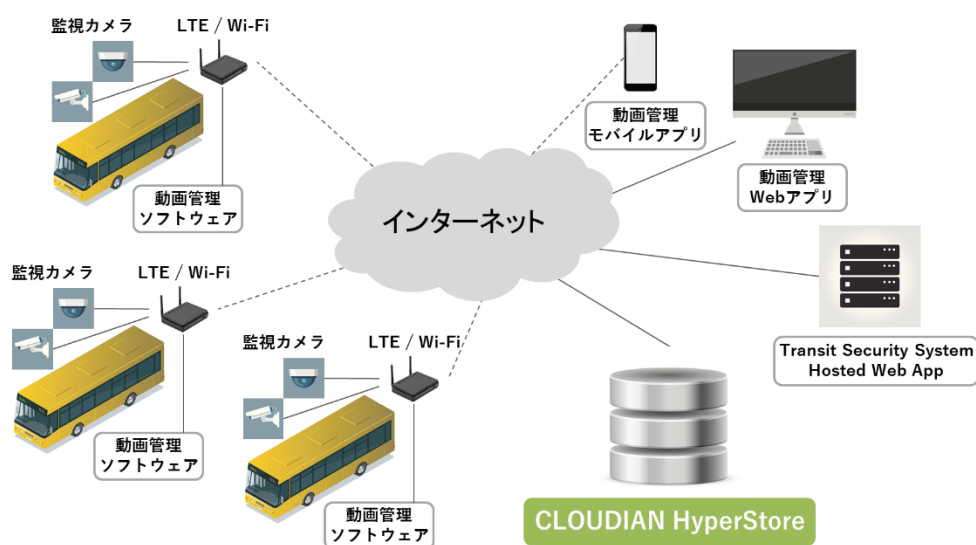 監視カメラ
LTE / Wi-Fi
動画管理
ソフトウェア
監視カメラ
LTE / Wi-Fi
動画管理
ソフトウェア
監視カメラ
LTE / Wi-Fi
動画管理
ソフトウェア
インターネット
動画管理
モバイルアプリ
動画管理
Webアプリ
Transit Security System
Hosted Web App
CLOUDIAN HyperStore